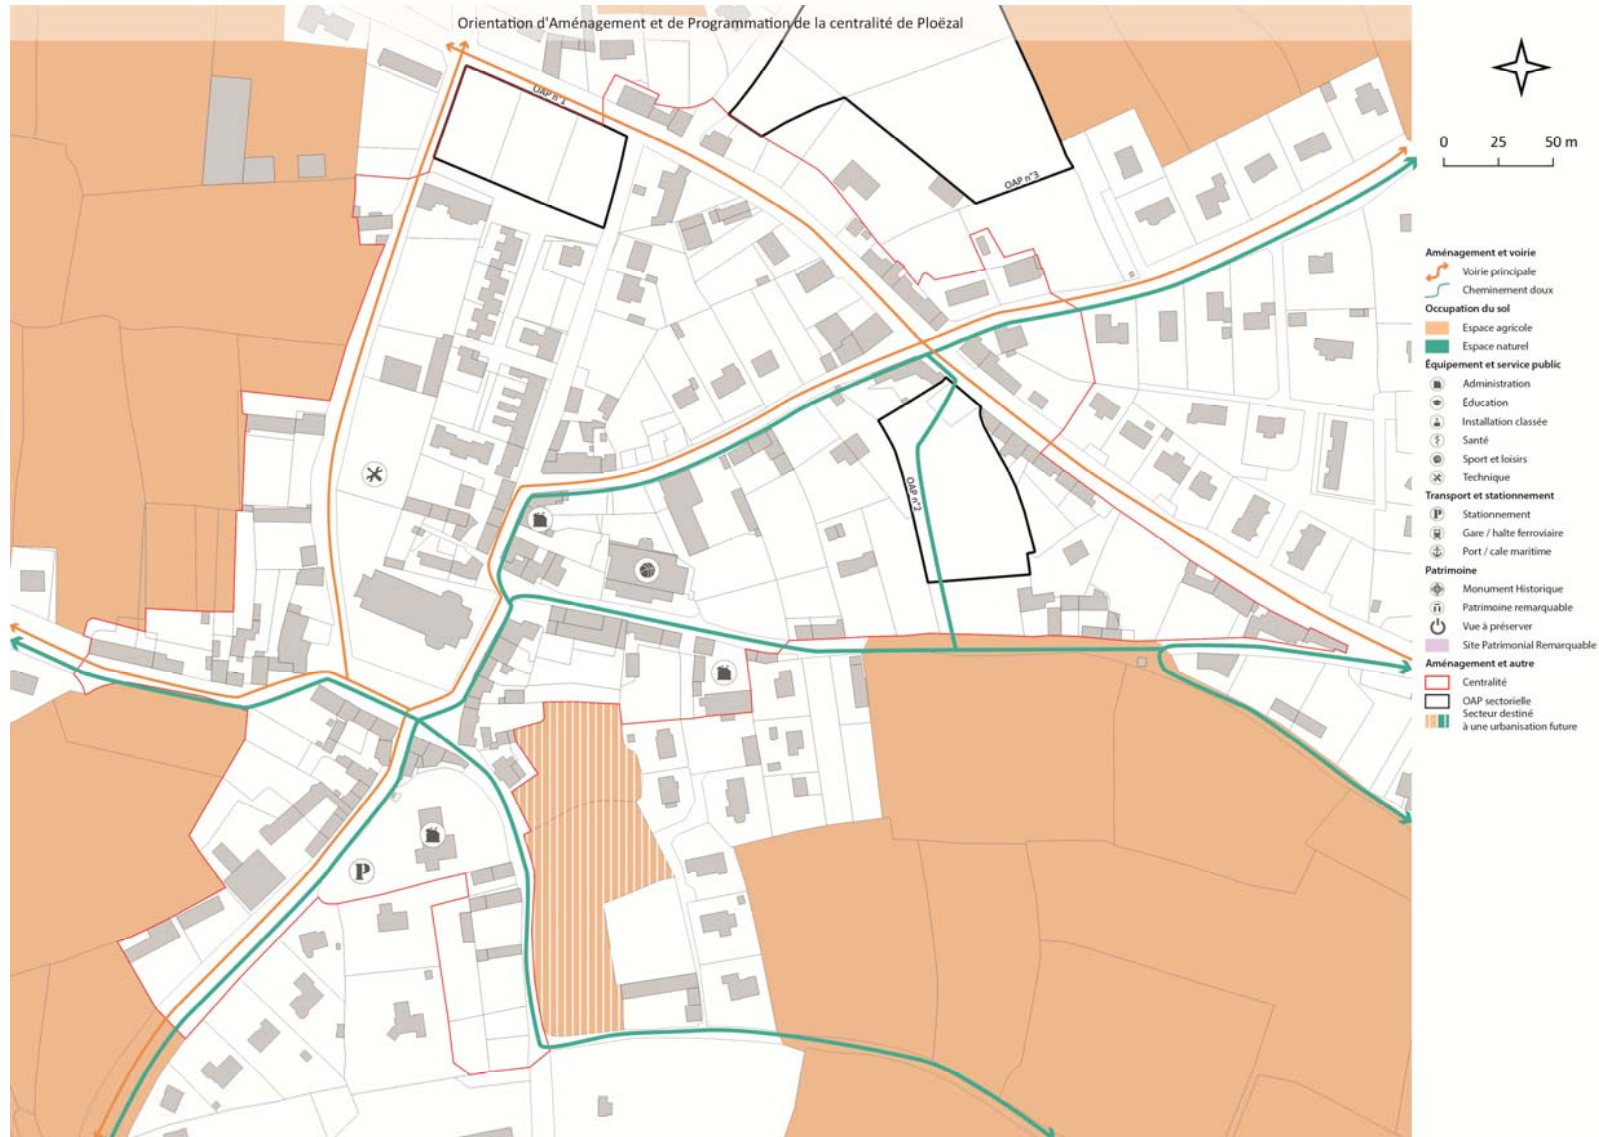 Orientation d'Aménagement et de Programmation de la centralité de Ploëzal
OAP n°1
OAP n°3
OAP n°2
P
0 25 50 m
Aménagement et voirie
Voirie principale
Cheminement doux
Occupation du sol
Espace agricole
Espace naturel
Équipement et service public
Administration
Éducation
Installation classée
Santé
Sport et loisirs
Technique
Transport et stationnement
P Stationnement
Gare / halte ferroviaire
Port / cale maritime
Patrimoine
Monument Historique
Patrimoine remarquable
Vue à préserver
Site Patrimonial Remarquable
Aménagement et autre
Centralité
OAP sectorielle
Secteur destiné
à une urbanisation future